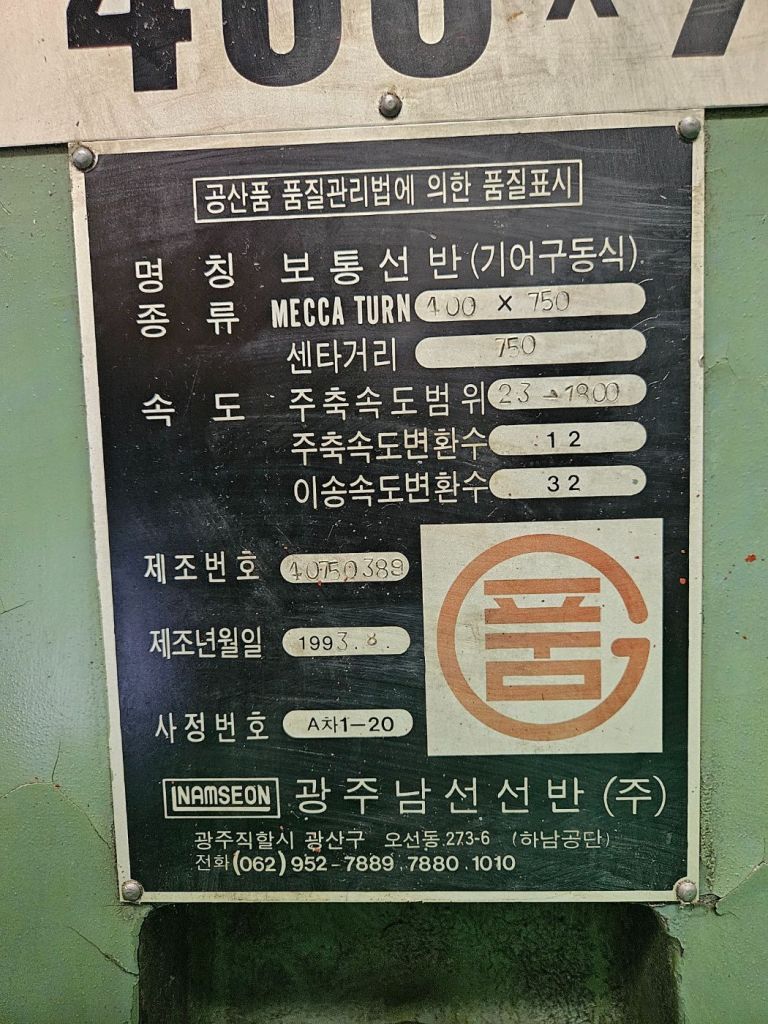 400 x 7
공산품 품질관리법에 의한 품질표시
명 칭 보통선반(기어구동식)
종 류 MECCA TURN 400 x 750
센타거리 750
속 도 주축속도범위 23-1800
주축속도변환수 12
이송속도변환수 32
제조번호 40750389
품
제조년월일 1993.8.
사정번호 A차1-20
NAMSEON 광주남선선반(주)
광주직할시 광산구 오선동 273-6 (하남공단)
전화(062)952-7889, 7880, 1010